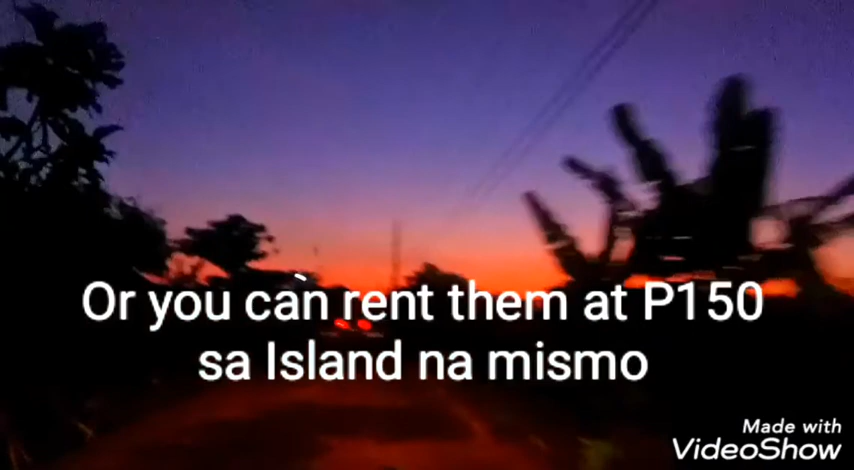 Or you can rent them at P150
sa Island na mismo
Made with
VideoShow